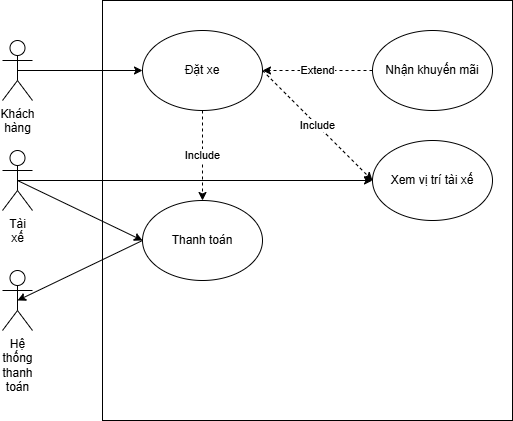 Đặt xe
Extend
Nhận khuyến mãi
Khách
hàng
Include
Include
Tài
xế
Xem vị trí tài xế
Thanh toán
Hệ
thống
thanh
toán